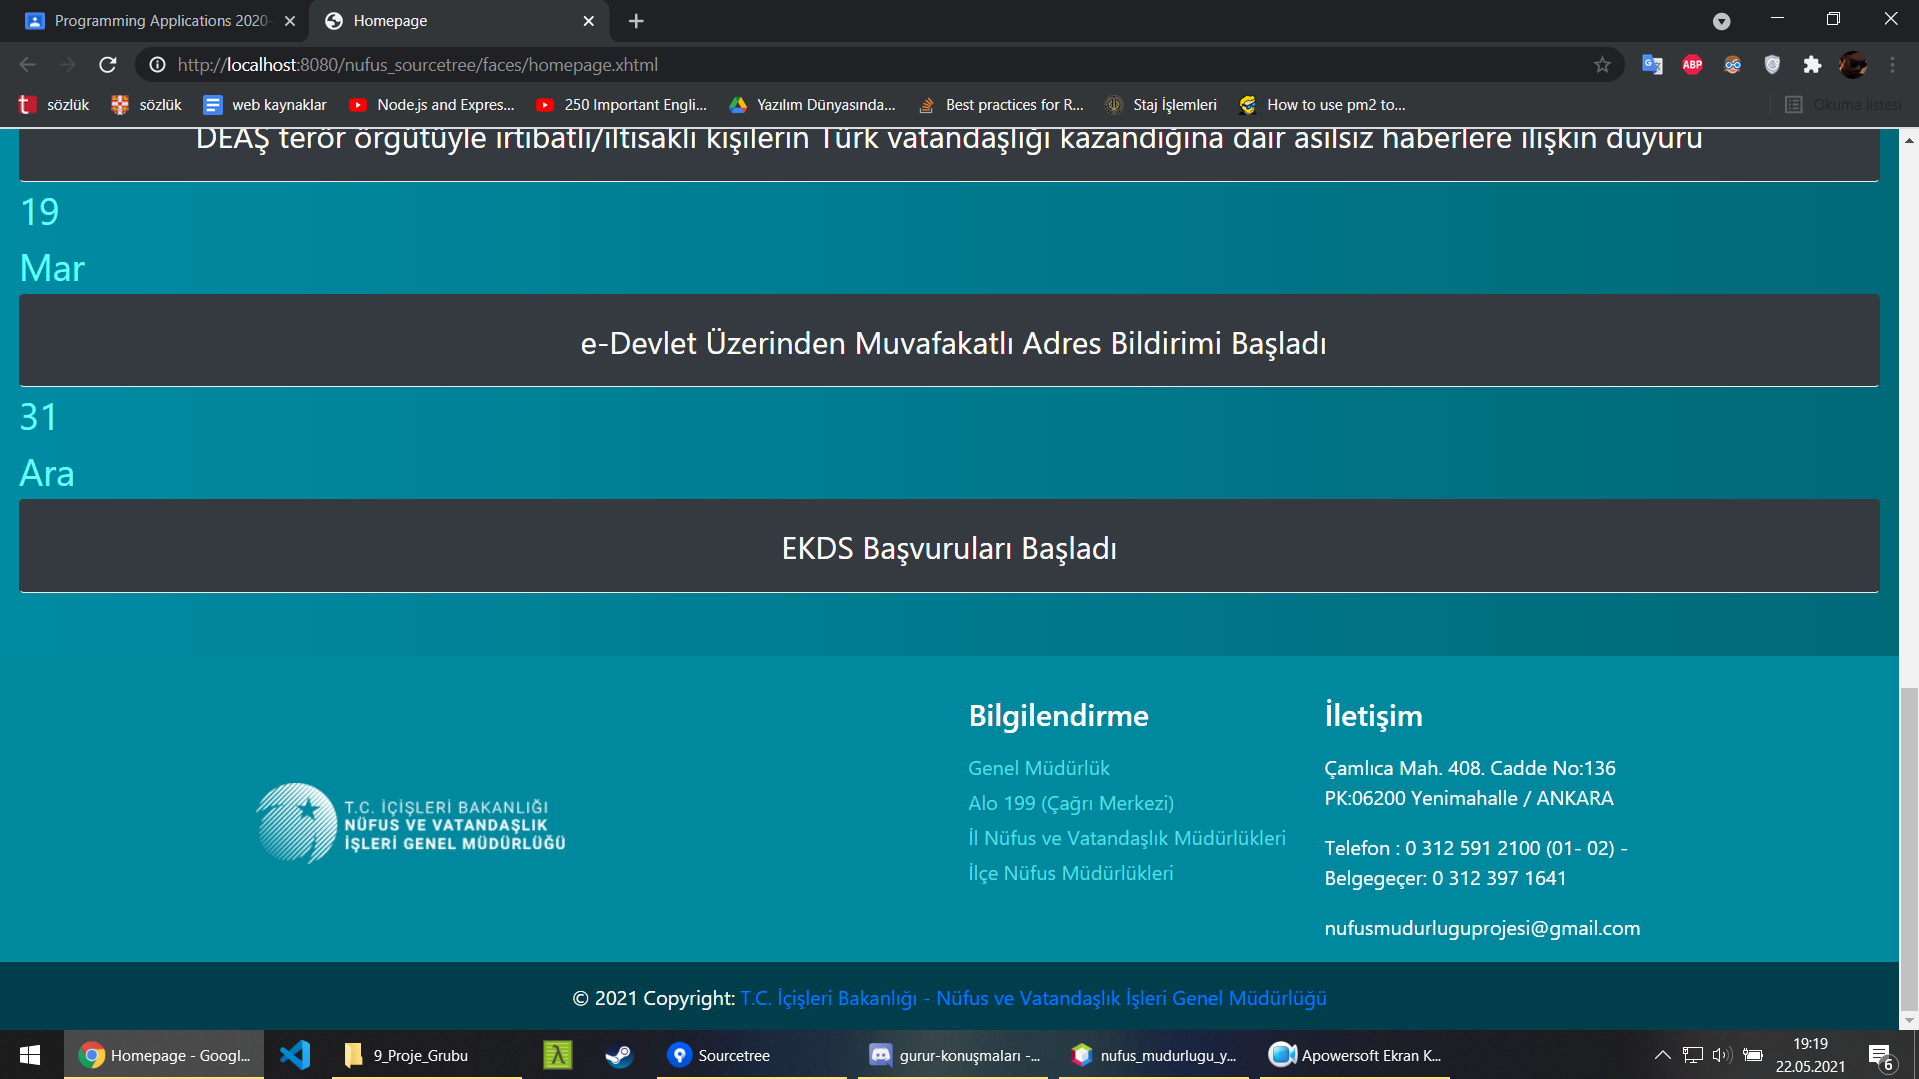 Programming Applications 2020-
Homepage
http://localhost:8080/nufus_sourcetree/faces/homepage.xhtml
ABP
sözlük
sözlük
web kaynaklar
Node.js and Expres...
250 Important Engli...
Yazılım Dünyasında...
Best practices for R...
Staj İşlemleri
How to use pm2 to...
Okuma listesi
DEAŞ terör örgütüyle irtibatlı/iltisaklı kişilerin Türk vatandaşlığı kazandığına dair asılsız haberlere ilişkin duyuru
19
Mar
e-Devlet Üzerinden Muvafakatlı Adres Bildirimi Başladı
31
Ara
EKDS Başvuruları Başladı
T.C. İÇİŞLERİ BAKANLIĞI
NÜFUS VE VATANDAŞLIK
İŞLERİ GENEL MÜDÜRLÜĞÜ
Bilgilendirme
Genel Müdürlük
Alo 199 (Çağrı Merkezi)
İl Nüfus ve Vatandaşlık Müdürlükleri
İlçe Nüfus Müdürlükleri
İletişim
Çamlıca Mah. 408. Cadde No:136
PK:06200 Yenimahalle / ANKARA
Telefon : 0 312 591 2100 (01- 02) -
Belgegeçer: 0 312 397 1641
nufusmudurluguprojesi@gmail.com
© 2021 Copyright: T.C. İçişleri Bakanlığı - Nüfus ve Vatandaşlık İşleri Genel Müdürlüğü
Homepage - Googl...
9_Proje_Grubu
Sourcetree
gurur-konuşmaları -...
nufus_mudurlugu_y...
Apowersoft Ekran K...
19:19
22.05.2021
6